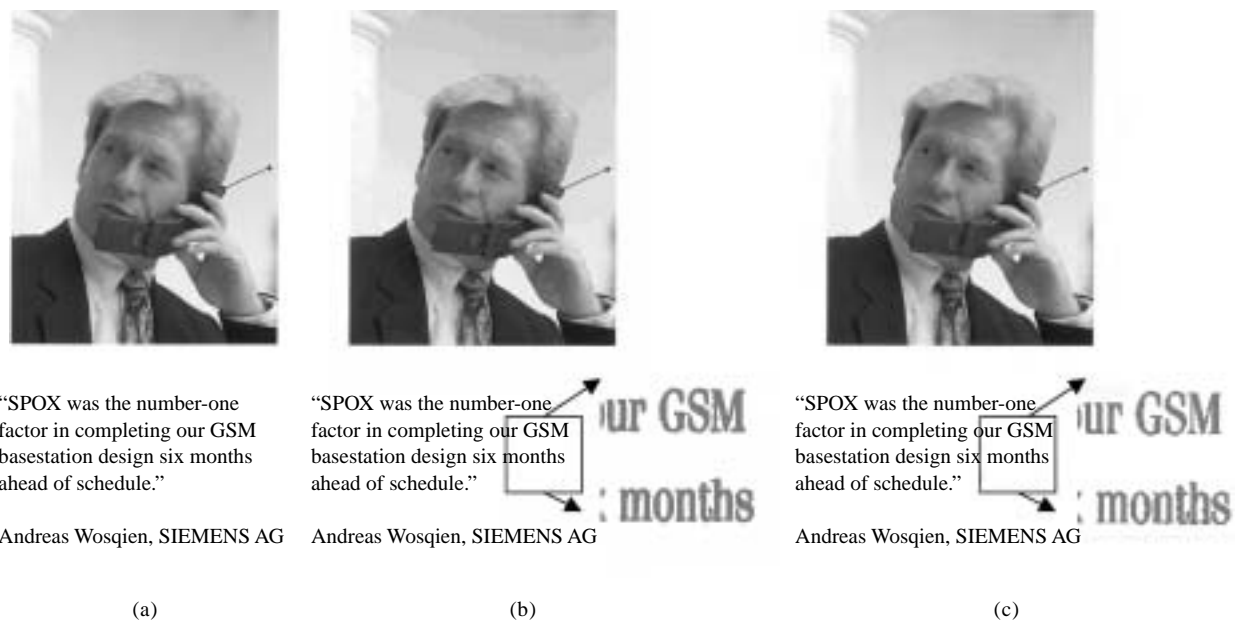 “SPOX was the number-one
factor in completing our GSM
basestation design six months
ahead of schedule.”
Andreas Wosqien, SIEMENS AG
(a)
“SPOX was the number-one
factor in completing our GSM
basestation design six months
ahead of schedule.”
Andreas Wosqien, SIEMENS AG
ur GSM
months
(b)
“SPOX was the number-one
factor in completing our GSM
basestation design six months
ahead of schedule.”
Andreas Wosqien, SIEMENS AG
ur GSM
months
(c)